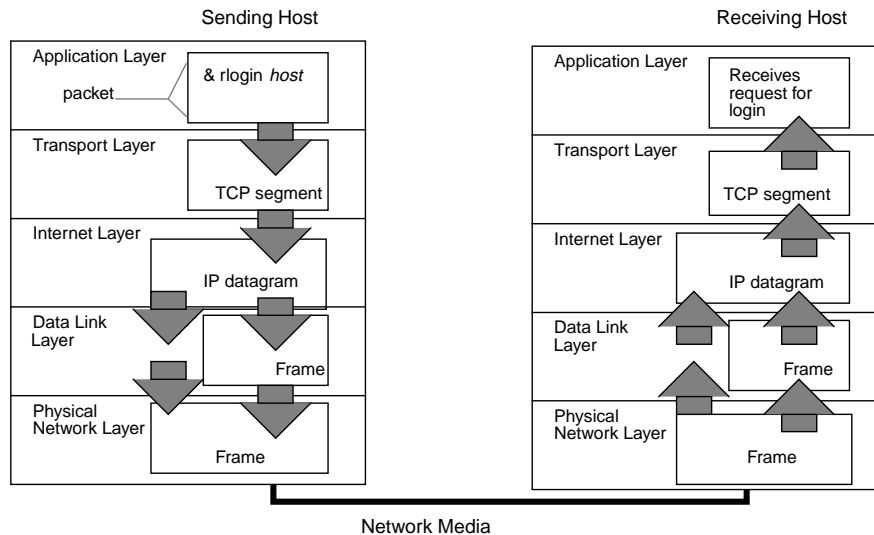 Sending Host
Application Layer
packet
& rlogin host
Transport Layer
TCP segment
Internet Layer
IP datagram
Data Link
Layer
Frame
Physical
Network Layer
Frame
Receiving Host
Application Layer
Receives
request for
login
Transport Layer
TCP segment
Internet Layer
IP datagram
Data Link
Layer
Frame
Physical
Network Layer
Frame
Network Media